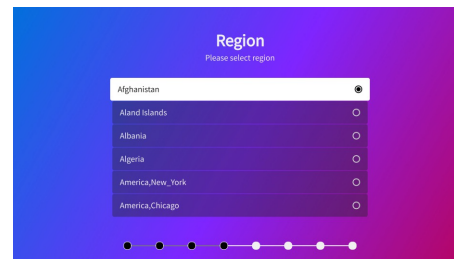 Region
Please select region
Afghanistan
Aland Islands
Albania
Algeria
America,New_York
America,Chicago